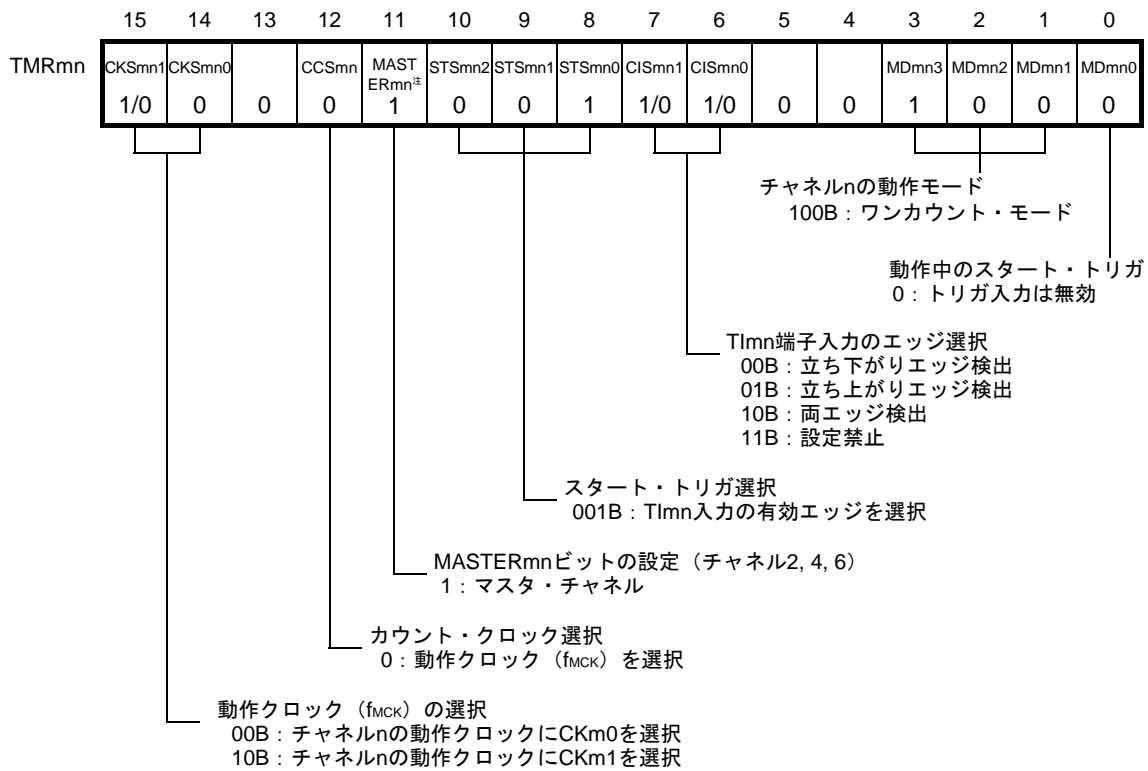 15 14 13 12 11 10 9 8 7 6 5 4 3 2 1 0
TMRmn CKSmn1 CKSmn0 CCSmn MAST STSmn2 STSmn1 STSmn0 CISmn1 CISmn0 MDmn3 MDmn2 MDmn1 MDmn0
ERmn注
1/0 0 0 0 1 0 0 1 1/0 1/0 0 0 1 0 0 0
チャネルnの動作モード
100B：ワンカウント・モード
動作中のスタート・トリガ
0：トリガ入力は無効
TImn端子入力のエッジ選択
00B：立ち下がりエッジ検出
01B：立ち上がりエッジ検出
10B：両エッジ検出
11B：設定禁止
スタート・トリガ選択
001B：TImn入力の有効エッジを選択
MASTERmnビットの設定（チャネル2, 4, 6）
1：マスタ・チャネル
カウント・クロック選択
0：動作クロック（fMCK）を選択
動作クロック（fMCK）の選択
00B：チャネルnの動作クロックにCKm0を選択
10B：チャネルnの動作クロックにCKm1を選択